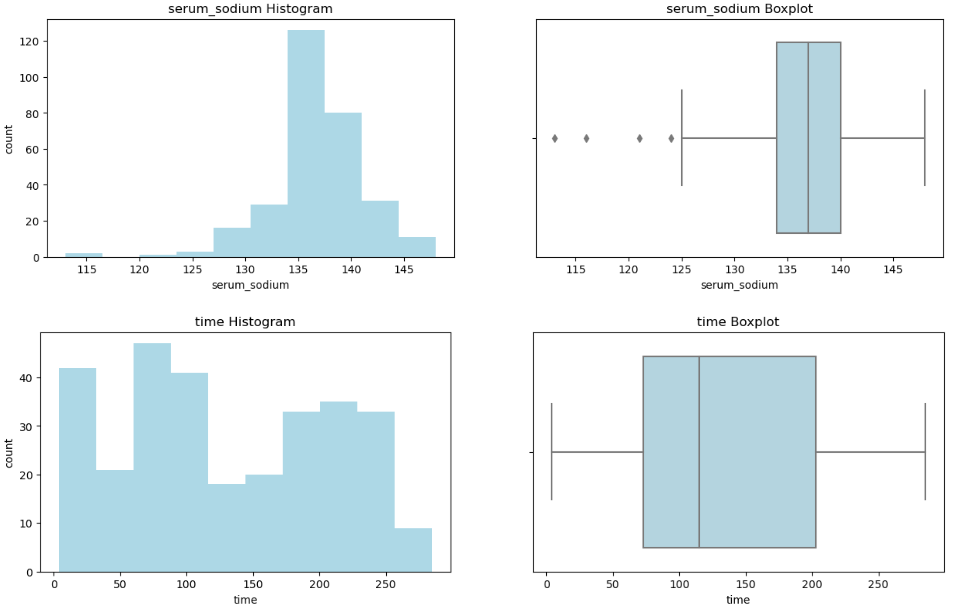 serum_sodium Histogram
120
100
80
60
40
20
0
count
115 120 125 130 135 140 145
serum_sodium
serum_sodium Boxplot
115 120 125 130 135 140 145
serum_sodium
time Histogram
40
30
20
10
0
count
0 50 100 150 200 250
time
time Boxplot
0 50 100 150 200 250
time